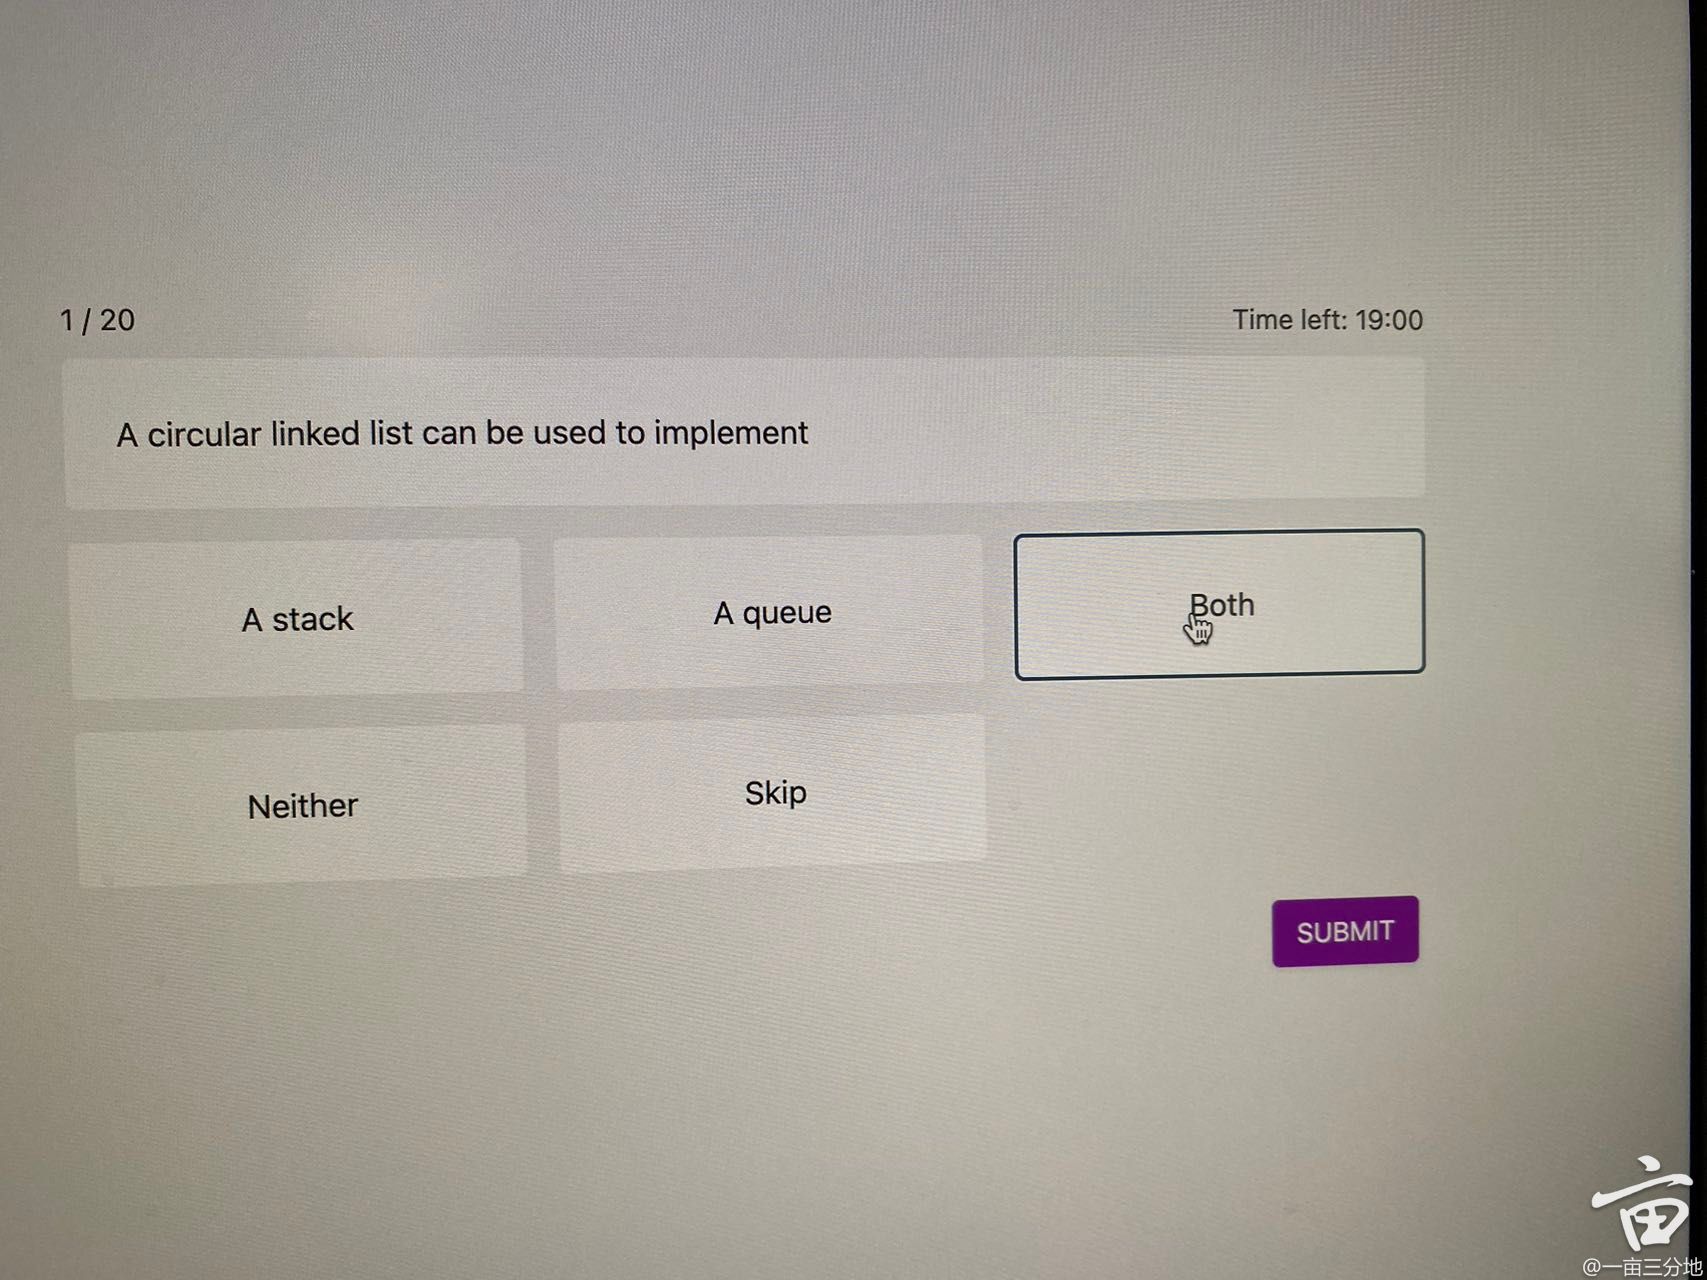 1 / 20
Time left: 19:00
A circular linked list can be used to implement
A stack
A queue
Both
Neither
Skip
SUBMIT
亩
@一亩三分地